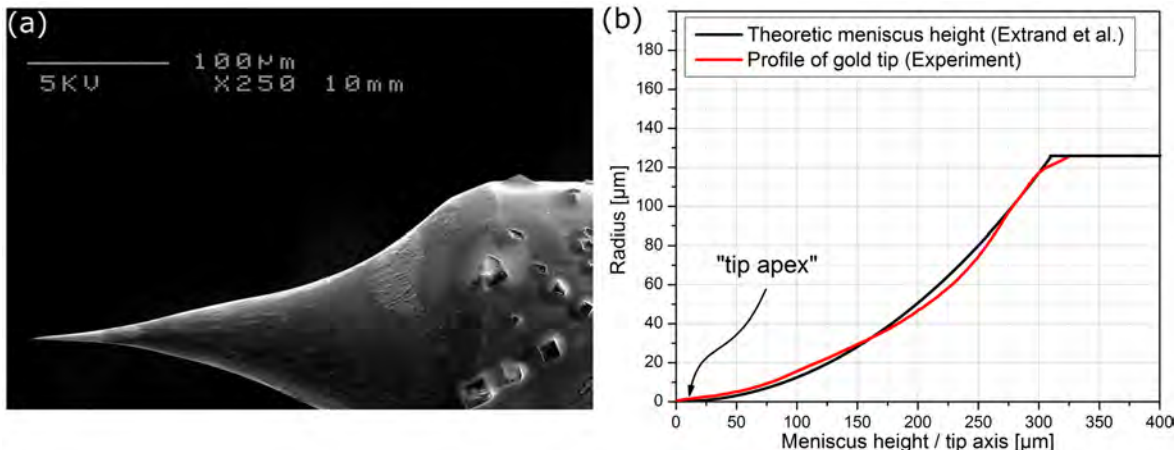 (a)
100μm
5KV X250 10mm
(b)
Theoretic meniscus height (Extrand et al.)
Profile of gold tip (Experiment)
Radius [μm]
180
160
140
120
100
80
60
40
20
0
"tip apex"
0 50 100 150 200 250 300 350 400
Meniscus height / tip axis [μm]